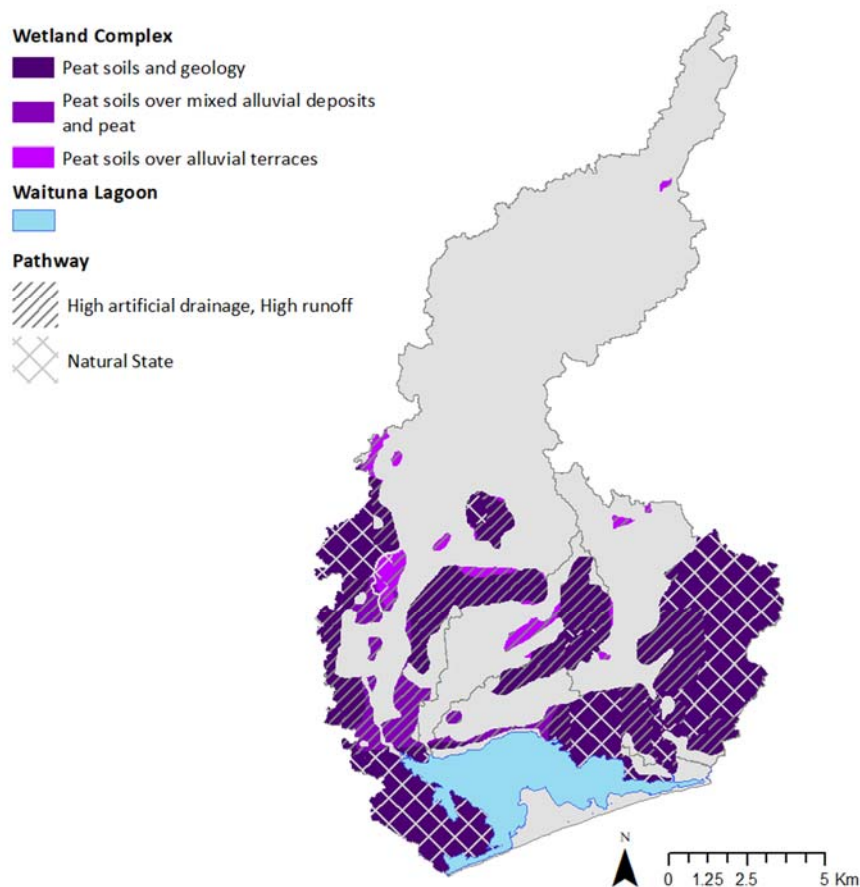 Wetland Complex
Peat soils and geology
Peat soils over mixed alluvial deposits
and peat
Peat soils over alluvial terraces
Waituna Lagoon
Pathway
High artificial drainage, High runoff
Natural State
N
0 1.25 2.5 5 Km